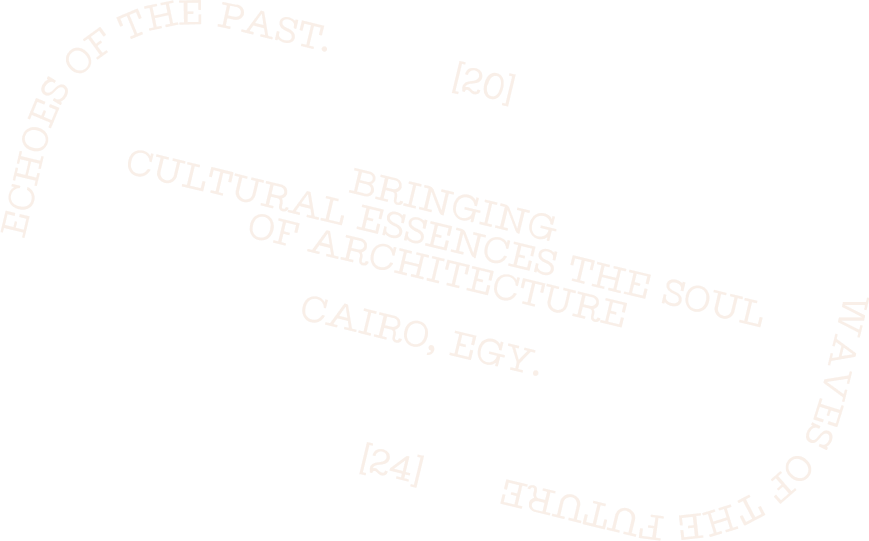 ECHOES OF THE PAST.
[20]
BRINGING
CULTURAL ESSENCES THE SOUL
OF ARCHITECTURE
CAIRO, EGY.
[24]
WAVES OF THE FUTURE